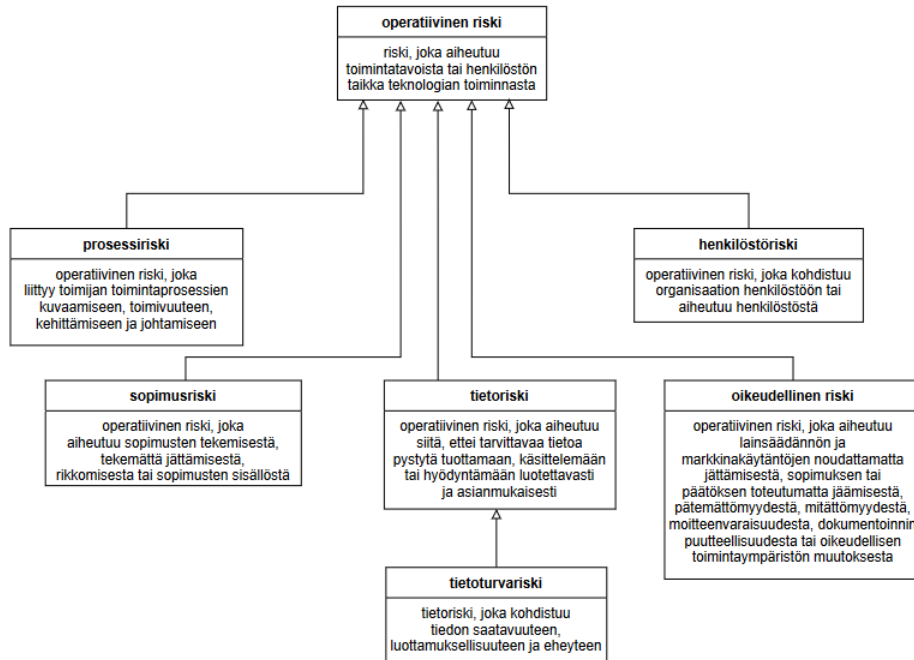 operatiivinen riski
riski, joka aiheutuu
toimintatavoista tai henkilöstön
taikka teknologian toiminnasta
prosessiriski
operatiivinen riski, joka
liittyy toimijan toimintaprosessien
kuvaamiseen, toimivuuteen,
kehittämiseen ja johtamiseen
henkilöstöriski
operatiivinen riski, joka kohdistuu
organisaation henkilöstöön tai
aiheutuu henkilöstöstä
sopimusriski
operatiivinen riski, joka
aiheutuu sopimusten tekemisestä,
tekemättä jättämisestä,
rikkomisesta tai sopimusten sisällöstä
tietoriski
operatiivinen riski, joka aiheutuu
siitä, ettei tarvittavaa tietoa
pystytä tuottamaan, käsittelemään
tai hyödyntämään luotettavasti
ja asianmukaisesti
oikeudellinen riski
operatiivinen riski, joka aiheutuu
lainsäädännön ja
markkinakäytäntöjen noudattamatta
jättämisestä, sopimuksen tai
päätöksen toteutumatta jäämisestä,
pätemättömyydestä, mitättömyydestä,
moitteenvaraisuudesta, dokumentoinnin
puutteellisuudesta tai oikeudellisen
toimintaympäristön muutoksesta
tietoturvariski
tietoriski, joka kohdistuu
tiedon saatavuuteen,
luottamuksellisuuteen ja eheyteen